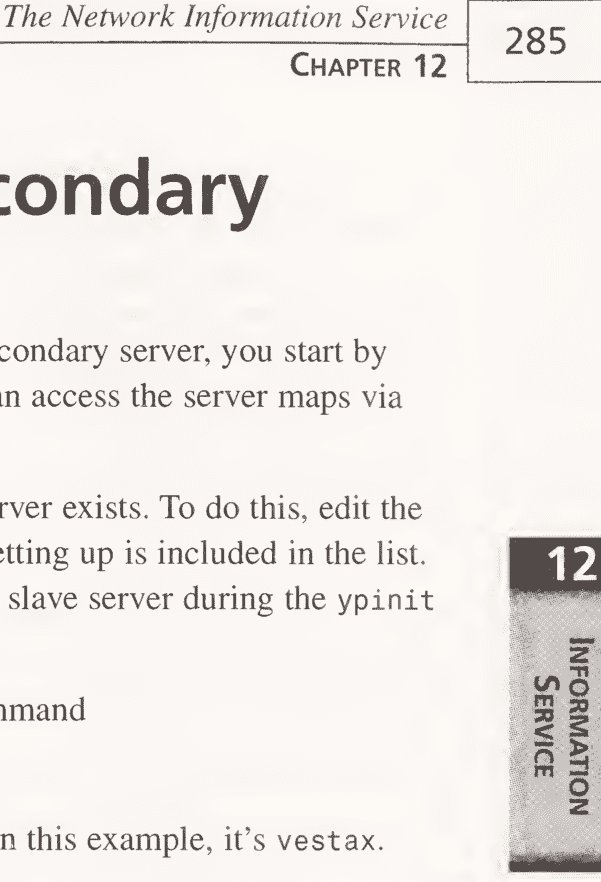 The Network Information Service
285
CHAPTER 12
condary
condary server, you start by
an access the server maps via
rver exists. To do this, edit the
etting up is included in the list.
slave server during the ypinit
mmand
n this example, it's vestax.
12
INFORMATION
SERVICE